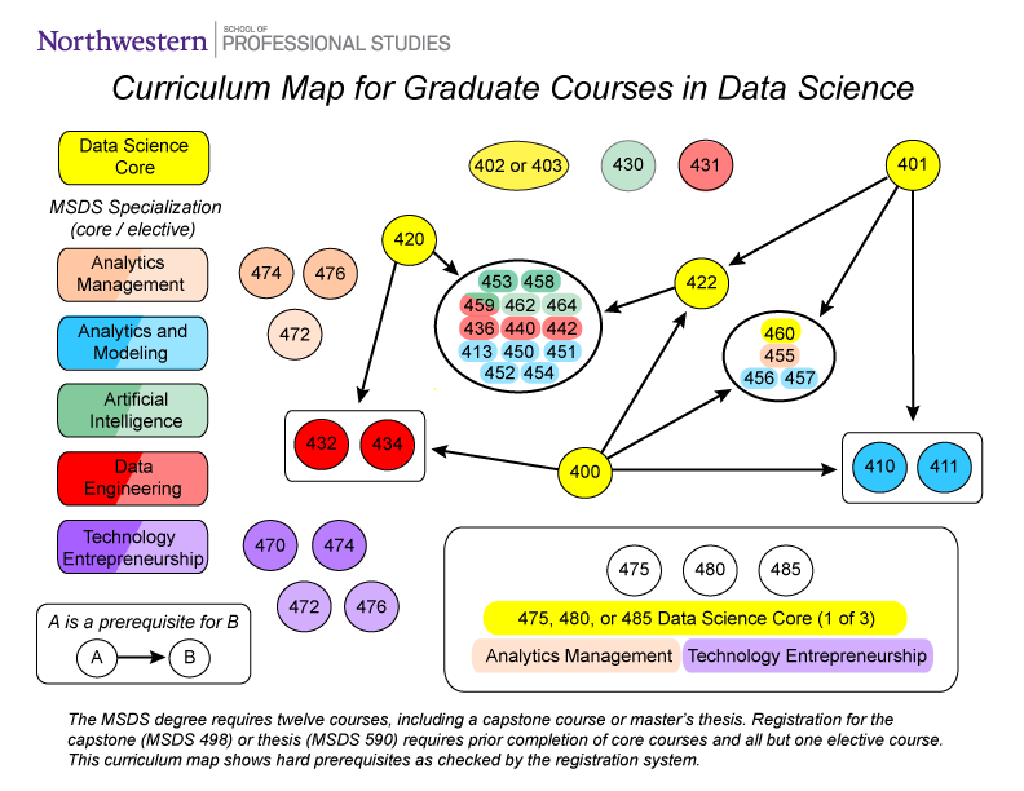 Northwestern
SCHOOL OF
PROFESSIONAL STUDIES
Curriculum Map for Graduate Courses in Data Science
Data Science
Core
402 or 403
430
431
401
MSDS Specialization
(core / elective)
420
Analytics
Management
474
476
453 458
459 462 464
436 440 442
413 450 451
452 454
422
460
455
456 457
Analytics and
Modeling
472
Artificial
Intelligence
432
434
400
410
411
Data
Engineering
Technology
Entrepreneurship
470
474
472
476
475
480
485
475, 480, or 485 Data Science Core (1 of 3)
Analytics Management
Technology Entrepreneurship
A is a prerequisite for B
A
B
The MSDS degree requires twelve courses, including a capstone course or master's thesis. Registration for the
capstone (MSDS 498) or thesis (MSDS 590) requires prior completion of core courses and all but one elective course.
This curriculum map shows hard prerequisites as checked by the registration system.